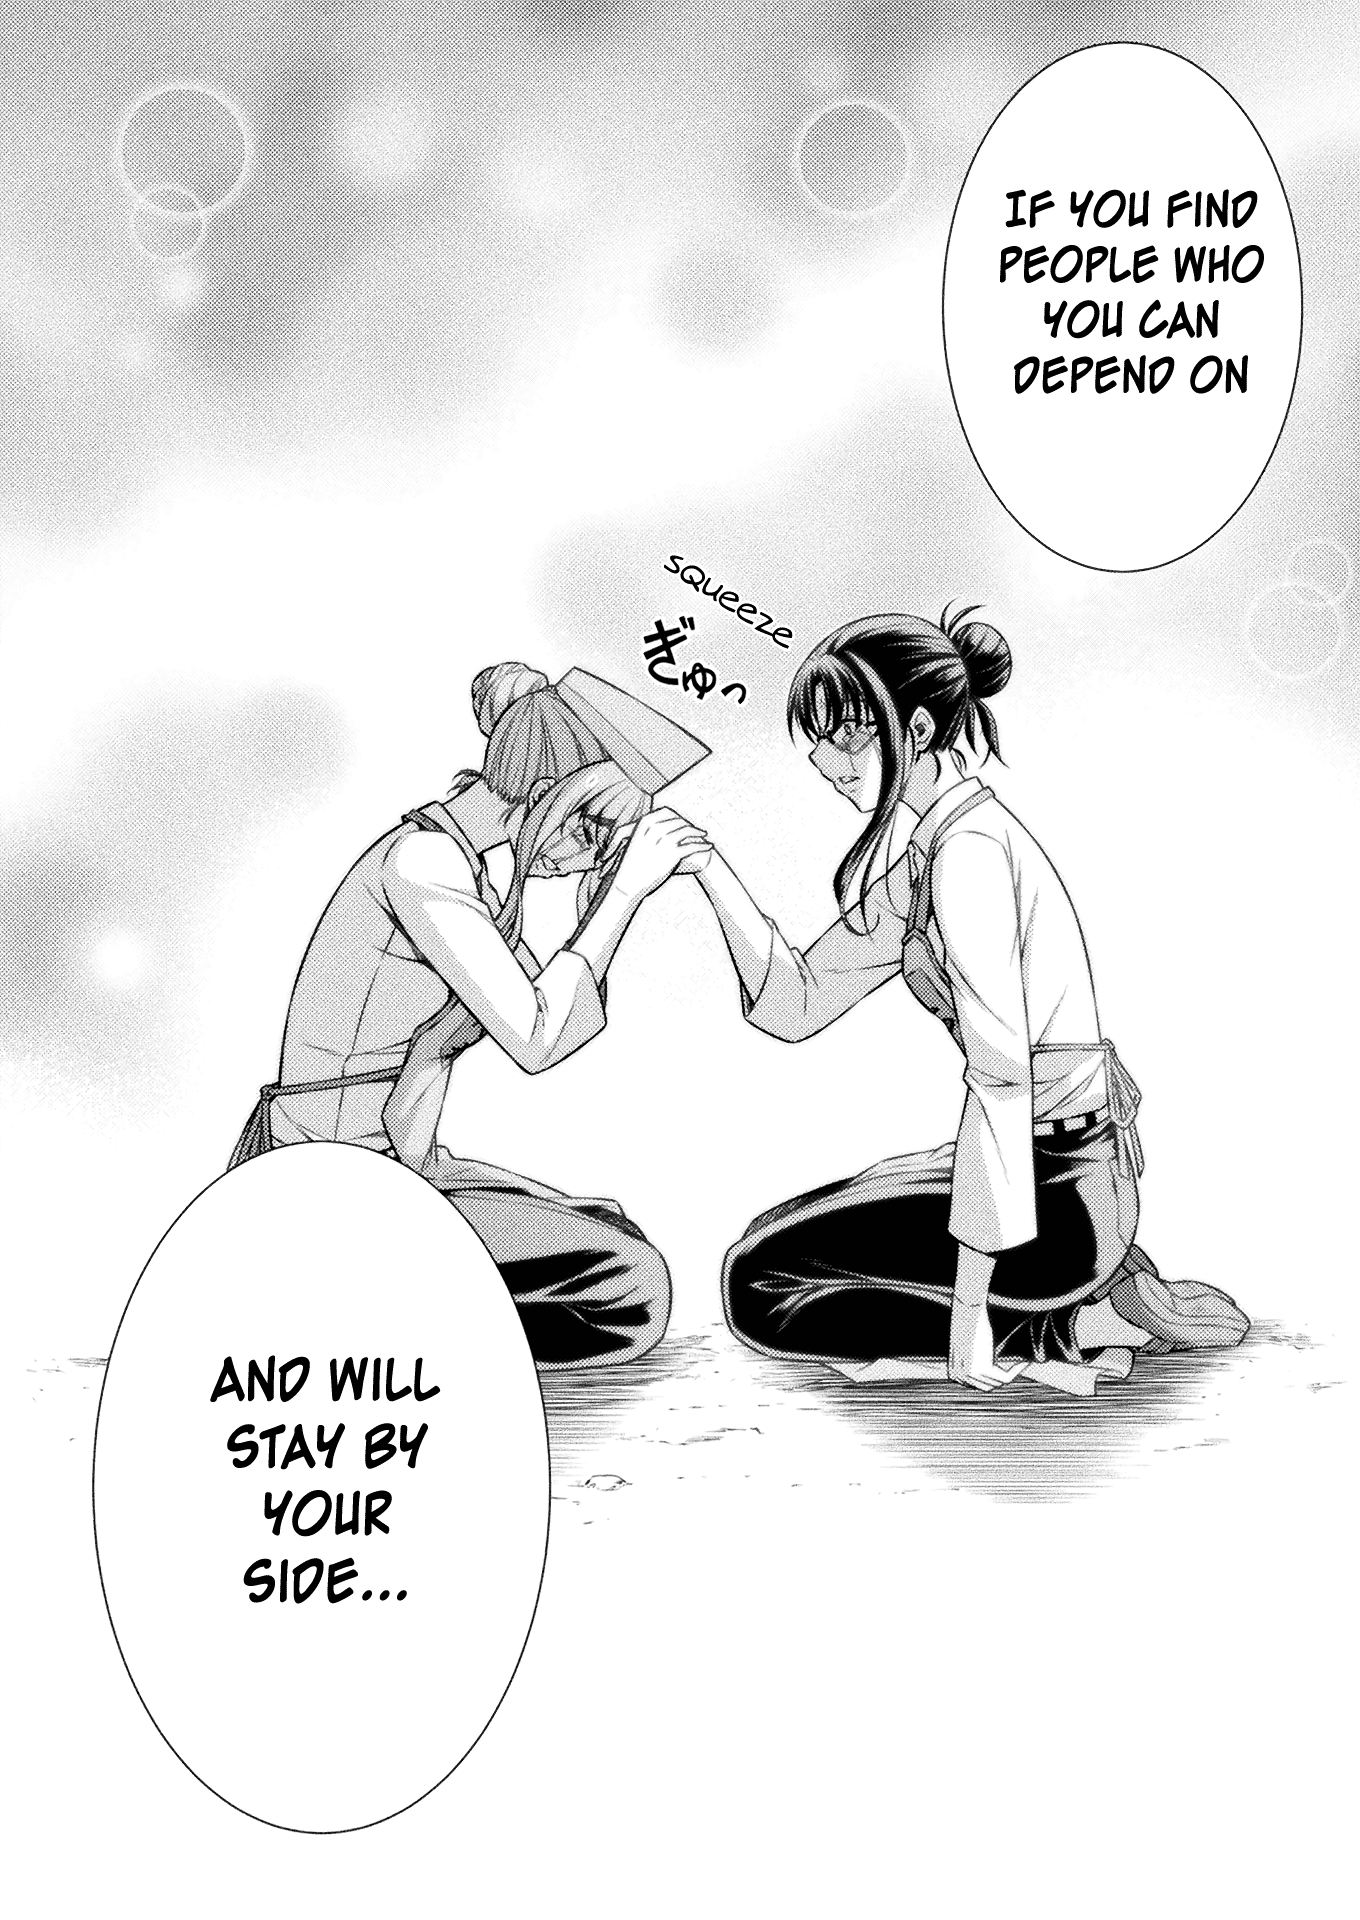 IF YOU FIND
PEOPLE WHO
YOU CAN
DEPEND ON
SQUEEZE
ぎゅっ
AND WILL
STAY BY
YOUR
SIDE...